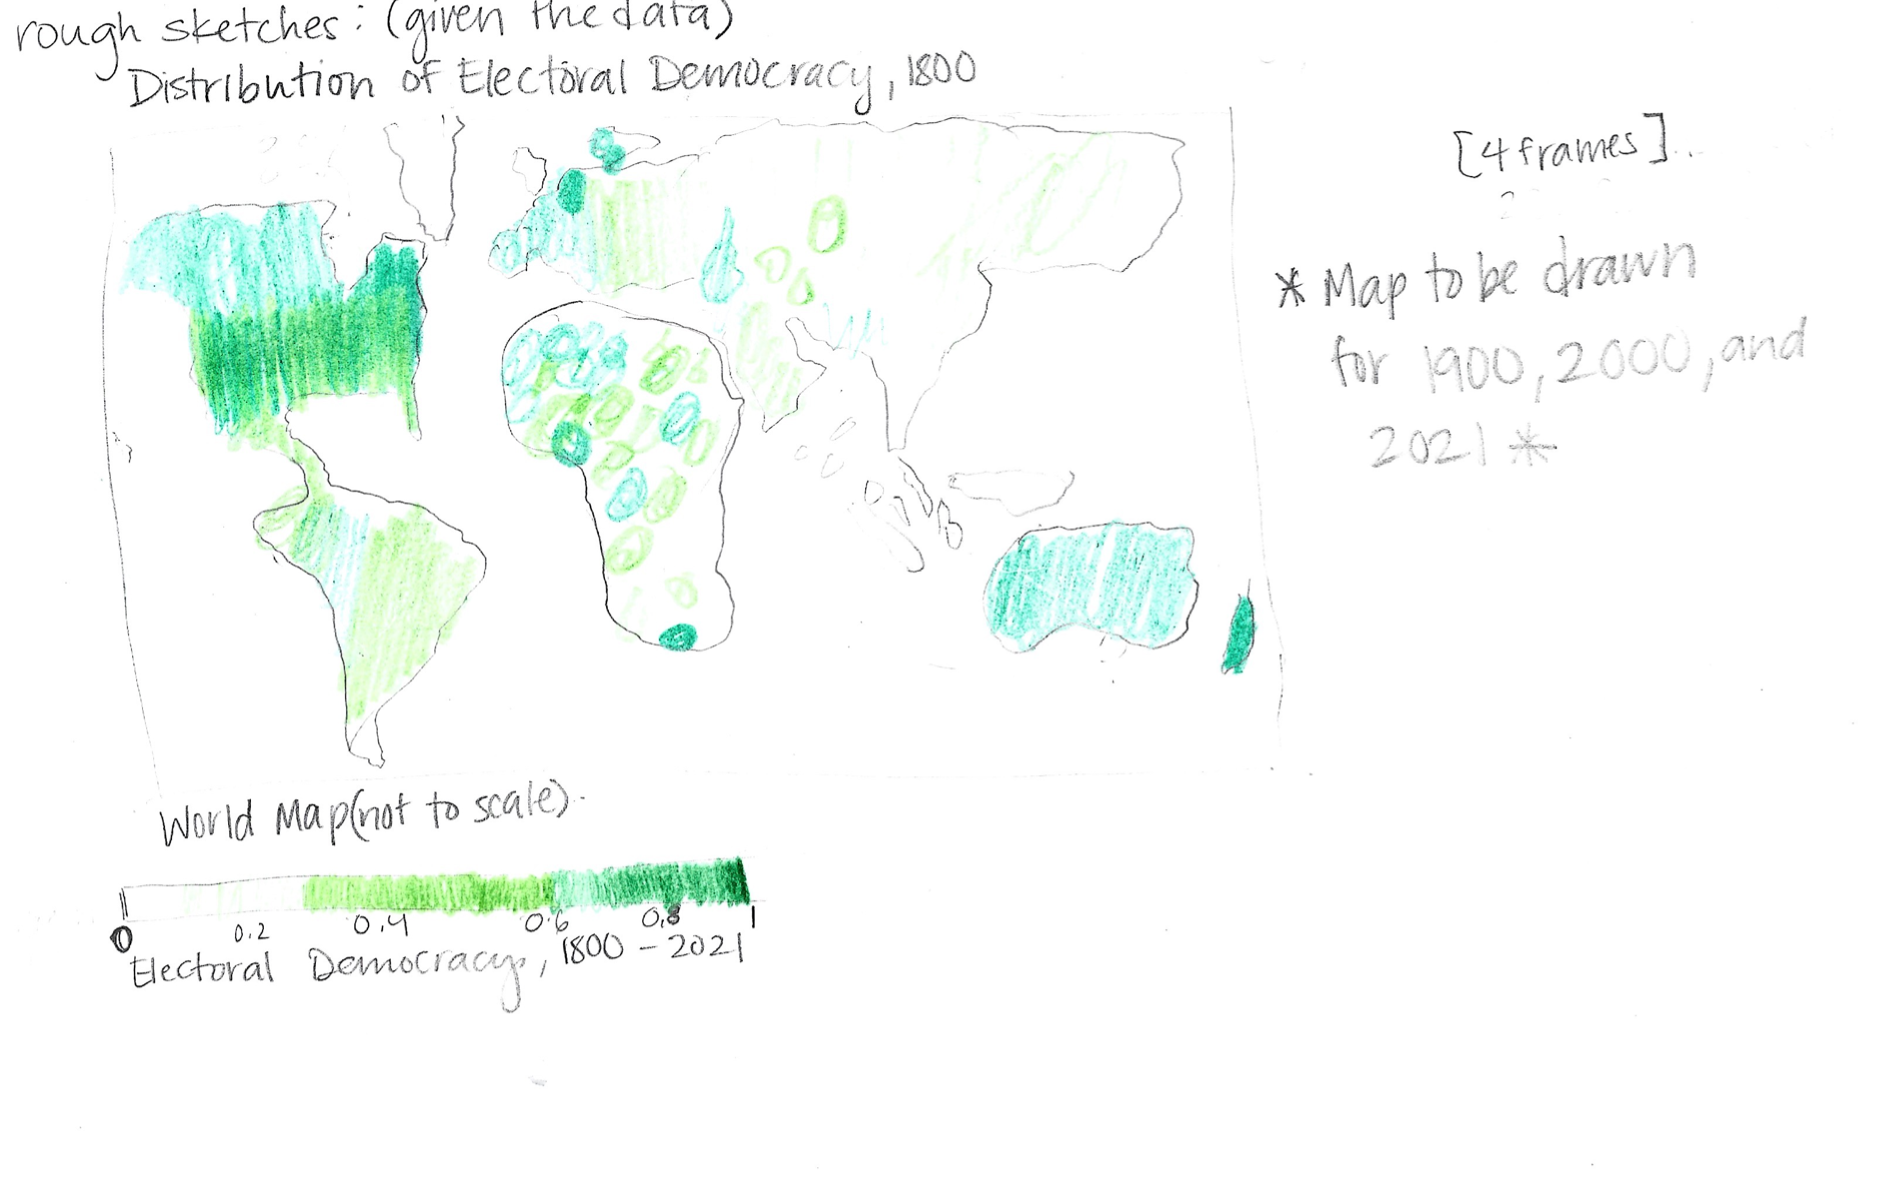 rough sketches: (given the data)
Distribution of Electoral Democracy, 1800
[4 frames].
* Map to be drawn
for 1900, 2000, and
2021 *
World Map (not to scale).
0 0.2 0.4 0.6 0.8 1
Electoral Democracy, 1800 - 2021